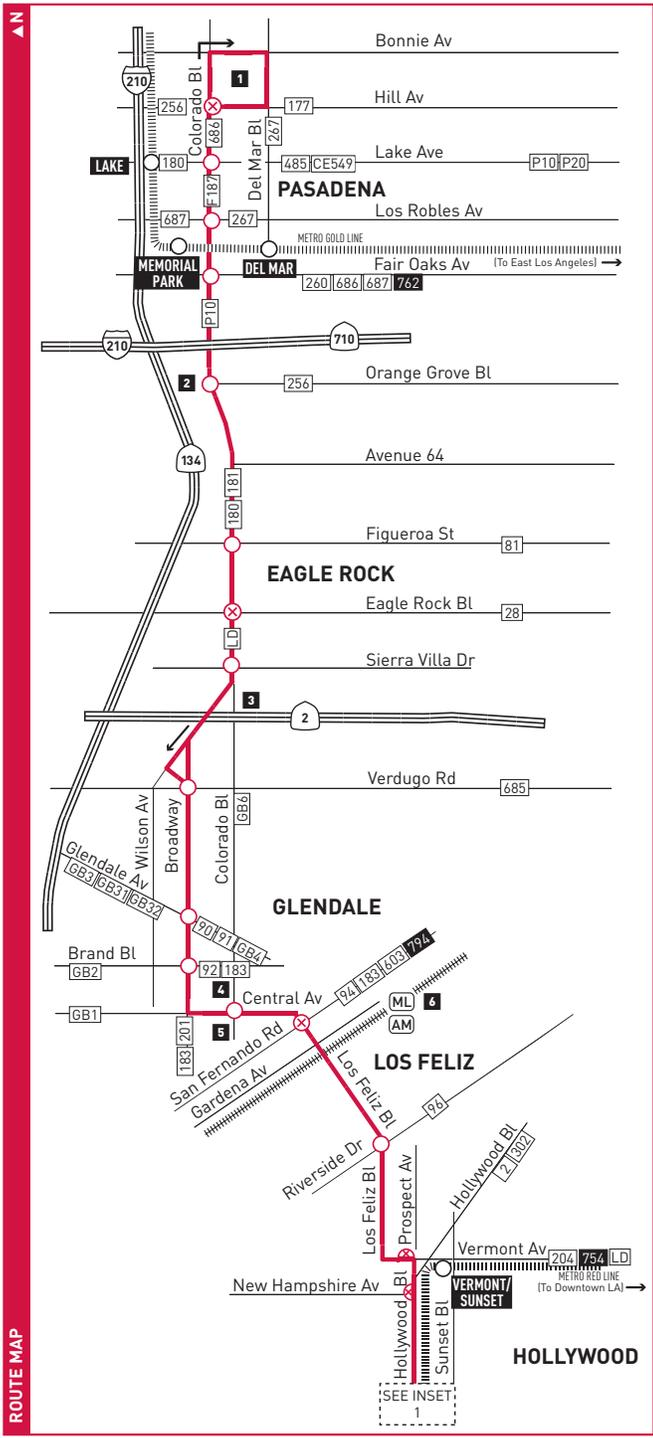 N
Bonnie Av
210
Colorado Bl
1
256
177
Hill Av
686
Del Mar Bl
267
LAKE
180
485 CE549
Lake Ave
P10 P20
F187
PASADENA
687
267
Los Robles Av
METRO GOLD LINE
MEMORIAL
PARK
DEL MAR
Fair Oaks Av
(To East Los Angeles)
260 686 687 762
P10
210
710
2
256
Orange Grove Bl
134
Avenue 64
180 181
Figueroa St
81
EAGLE ROCK
Eagle Rock Bl
28
LD
Sierra Villa Dr
3
2
Verdugo Rd
685
Wilson Av
Broadway
Colorado Bl
GB6
Glendale Av
GB3 GB31 GB32
GLENDALE
90 91 GB4
Brand Bl
GB2
92 183
94 183 603 794
4
Central Av
GB1
5
183 201
ML
6
AM
San Fernando Rd
Gardena Av
LOS FELIZ
Los Feliz Bl
96
Riverside Dr
Los Feliz Bl
Prospect Av
Hollywood Bl
2 302
Vermont Av
204 754 LD
METRO RED LINE
(To Downtown LA)
New Hampshire Av
VERMONT/
SUNSET
Hollywood Bl
Sunset Bl
HOLLYWOOD
SEE INSET
1
ROUTE MAP